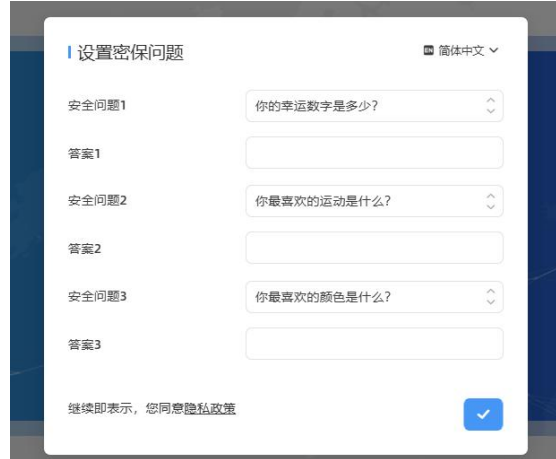 设置密保问题
EN 简体中文
安全问题1
你的幸运数字是多少?
答案1
安全问题2
你最喜欢的运动是什么?
答案2
安全问题3
你最喜欢的颜色是什么?
答案3
继续即表示，您同意隐私政策